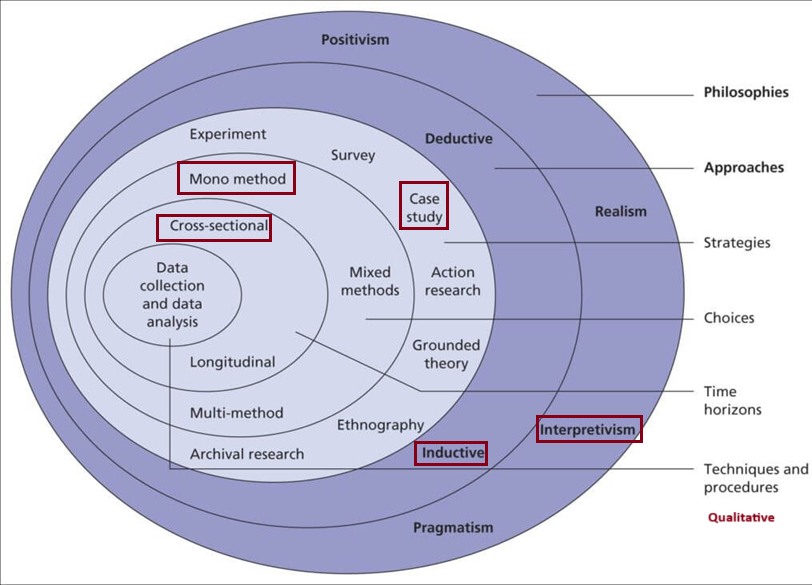 Positivism
Philosophies
Experiment
Deductive
Survey
Approaches
Mono method
Case
study
Realism
Cross-sectional
Strategies
Data
collection
and data
analysis
Mixed
methods
Action
research
Choices
Grounded
theory
Longitudinal
Time
horizons
Multi-method
Ethnography
Interpretivism
Archival research
Inductive
Techniques and
procedures
Qualitative
Pragmatism